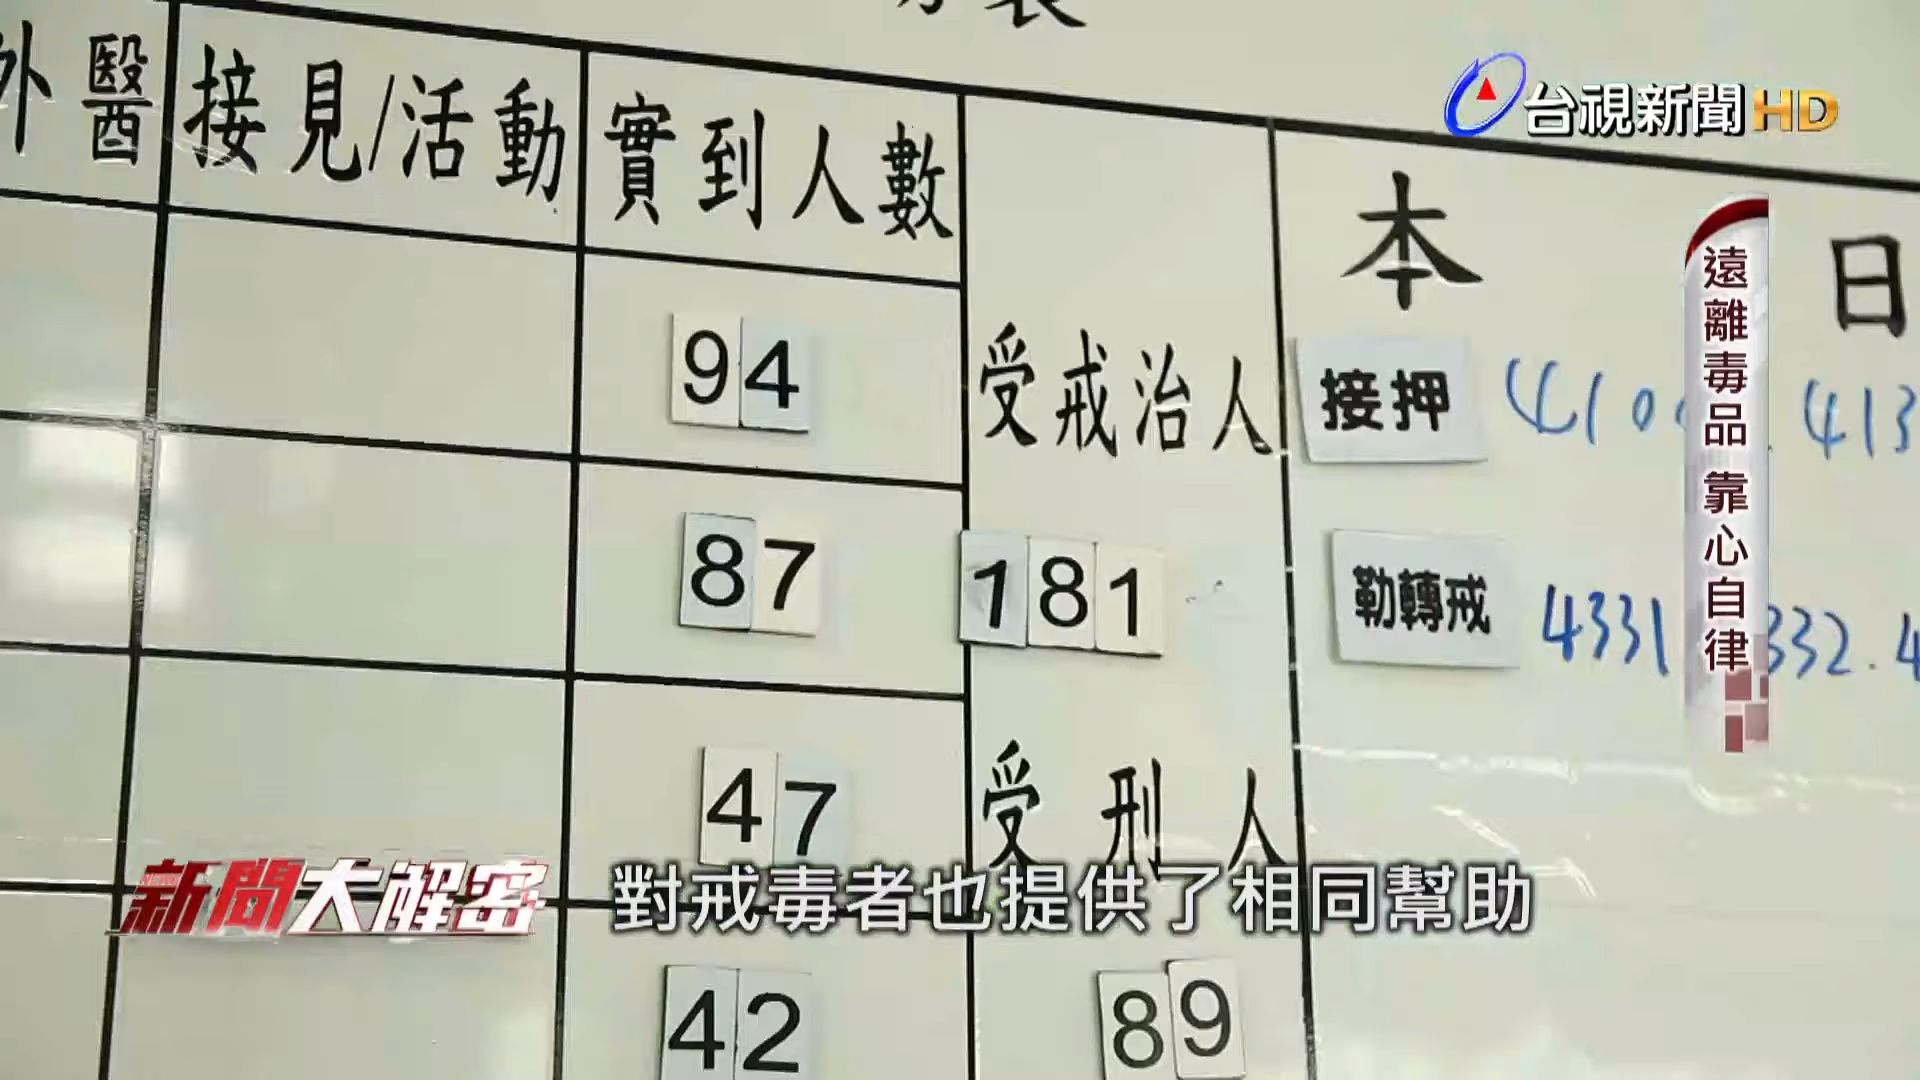 台視新聞HD
外醫 接見/活動 實到人數
本日
94
受戒治人
接押
87
181
勒轉戒 4331
47
受刑人
42
89
遠離毒品 靠心自律
新聞大解密
對戒毒者也提供了相同幫助